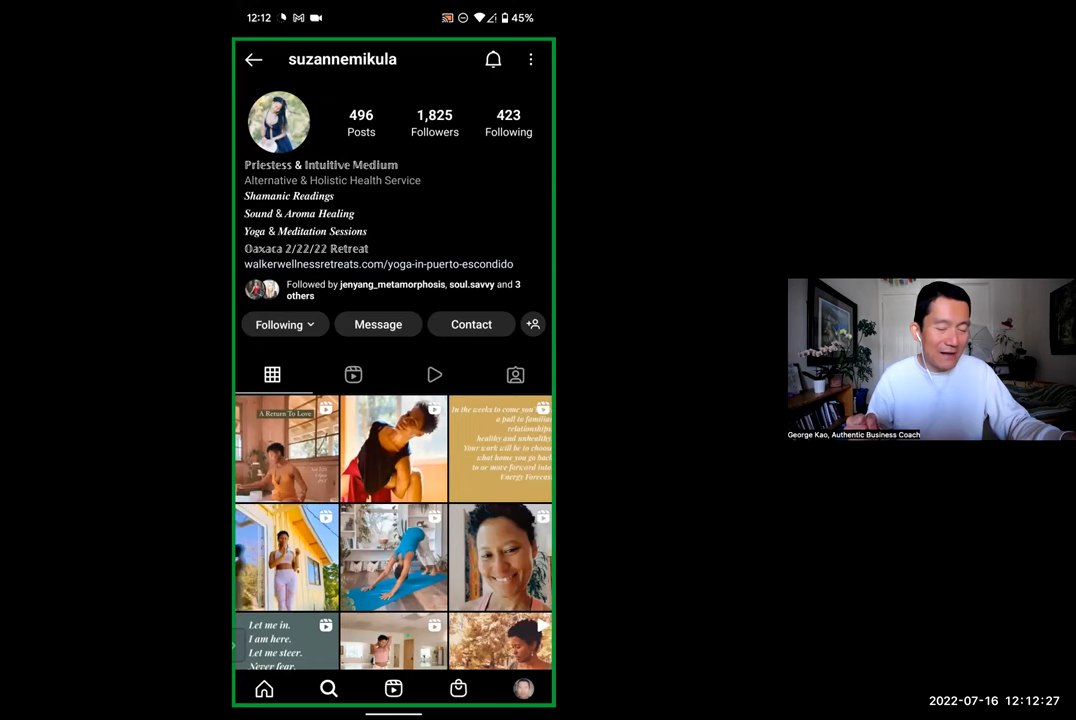 12:12
45%
suzannemikula
496
1,825
423
Posts
Followers
Following
Priestess & Intuitive Medium
Alternative & Holistic Health Service
Shamanic Readings
Sound & Aroma Healing
Yoga & Meditation Sessions
Oaxaca 2/22/22 Retreat
walkerwellnessretreats.com/yoga-in-puerto-escondido
Followed by jenyang_metamorphosis, soul.savvy and 3
others
Following
Message
Contact
A Return To Love
In the weeks to come you
a pull to familiar
relationships
healthy and unhealthy.
Your work will be to choose
what home you go back
to or move forward into
Energy Forecast
Let me in.
I am here.
Let me steer.
Never fear.
George Kao, Authentic Business Coach
2022-07-16 12:12:27